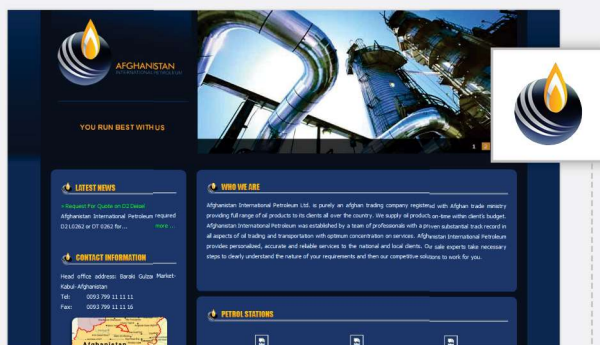 AFGHANISTAN
INTERNATIONAL PETROLEUM
YOU RUN BEST WITH US
1 2
LATEST NEWS
» Request For Quote on D2 Diesel
Afghanistan International Petroleum required
D2 L0262 or DT 0262 for... more ...
CONTACT INFORMATION
Head office address: Baraki Gulzai Market-
Kabul-Afghanistan
Tel: 0093 799 11 11 11
Fax: 0093 799 11 11 16
Afghanistan
WHO WE ARE
Afghanistan International Petroleum Ltd. is purely an afghan trading company registered with Afghan trade ministry
providing full range of oil products to its clients all over the country. We supply oil products on-time within client's budget.
Afghanistan International Petroleum was established by a team of professionals with a proven substantial track record in
all aspects of oil trading and transportation with optimum concentration on services. Afghanistan International Petroleum
provides personalized, accurate and reliable services to the national and local clients. Our sale experts take necessary
steps to clearly understand the nature of your requirements and then our competitive solutions to work for you.
PETROL STATIONS